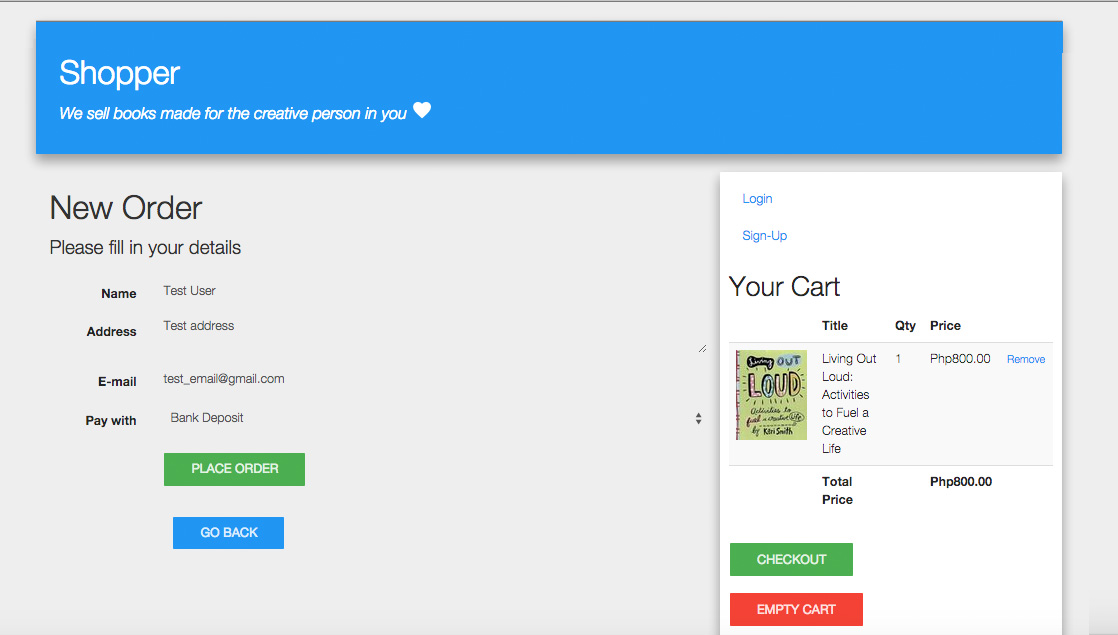 Shopper
We sell books made for the creative person in you
New Order
Please fill in your details
Name Test User
Address Test address
E-mail test_email@gmail.com
Pay with Bank Deposit
PLACE ORDER
GO BACK
Login
Sign-Up
Your Cart
Title Qty Price
Living Out 1 Php800.00 Remove
Loud:
Activities
to Fuel a
Creative
Life
Living OUT
LOUD
Activities to
fuel a creative Life
by Keri Smith
Total Php800.00
Price
CHECKOUT
EMPTY CART